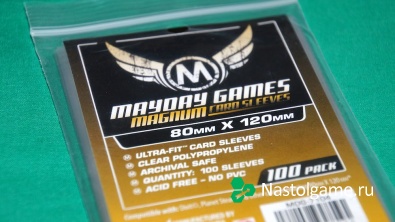 M
MAYDAY GAMES
MAGNUM CARD SLEEVES
80MM X 120MM
ULTRA-FIT CARD SLEEVES
CLEAR POLYPROPYLENE
ARCHIVAL SAFE
QUANTITY: 100 SLEEVES
ACID FREE - NO PVC
100 PACK
Nastolgame.ru